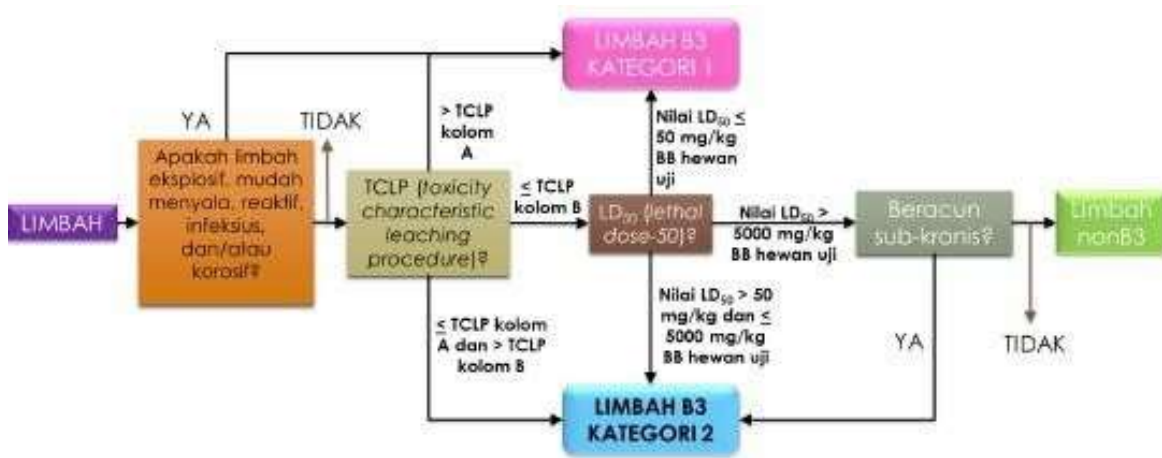 LIMBAH B3
KATEGORI 1
YA
TIDAK
> TCLP
kolom
A
Nilai LD₅₀ ≤
50 mg/kg
BB hewan
uji
LIMBAH
Apakah limbah
eksplosif, mudah
menyala, reaktif,
infeksius,
dan/atau
korosif?
TCLP (toxicity
characteristic
leaching
procedure)?
≤ TCLP
kolom B
LD₅₀ (lethal
dose-50)?
Nilai LD₅₀ >
5000 mg/kg
BB hewan uji
Beracun
sub-kronis?
Limbah
nonB3
≤ TCLP kolom
A dan > TCLP
kolom B
Nilai LD₅₀ > 50
mg/kg dan ≤
5000 mg/kg
BB hewan uji
YA
TIDAK
LIMBAH B3
KATEGORI 2